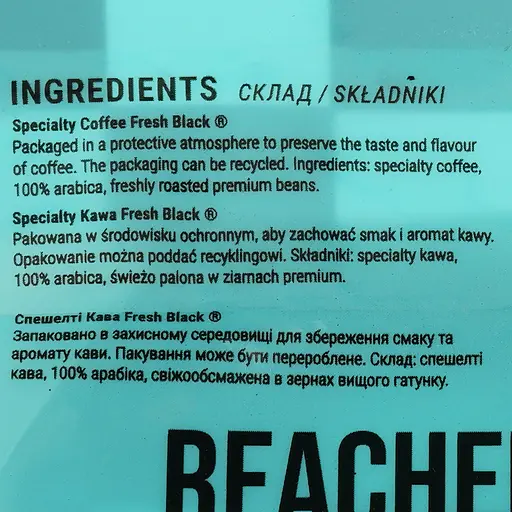 INGREDIENTS СКЛАД / SKŁADNIKI
Specialty Coffee Fresh Black ®
Packaged in a protective atmosphere to preserve the taste and flavour
of coffee. The packaging can be recycled. Ingredients: specialty coffee,
100% arabica, freshly roasted premium beans.
Specialty Kawa Fresh Black ®
Pakowana w środowisku ochronnym, aby zachować smak i aromat kawy.
Opakowanie można poddać recyklingowi. Składniki: specialty kawa,
100% arabica, świeżo palona w ziarnach premium.
Спешелті Кава Fresh Black ®
Запаковано в захисному середовищі для збереження смаку та
аромату кави. Пакування може бути перероблене. Склад: спешелті
кава, 100% арабіка, свіжообсмажена в зернах вищого гатунку.